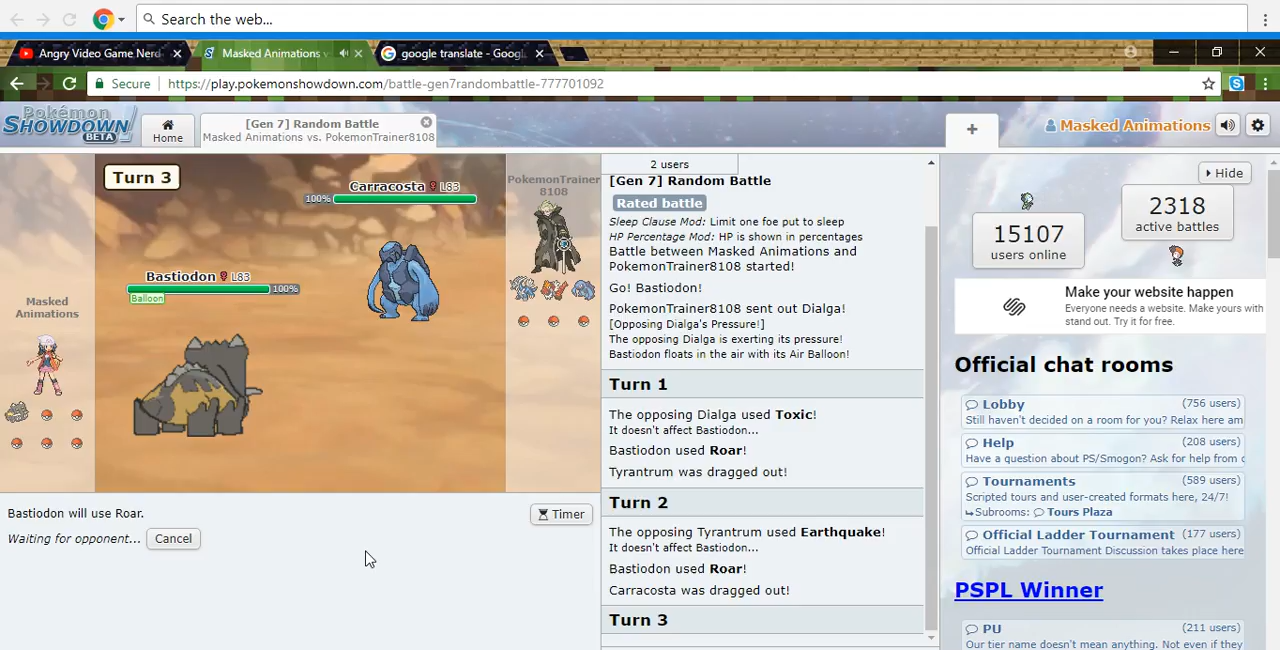 Search the web...
Angry Video Game Nerd
Masked Animations v
google translate - Goog
Secure
https://play.pokemonshowdown.com/battle-gen7randombattle-777701092
Pokémon
SHOWDOWN
BETA
Home
[Gen 7] Random Battle
Masked Animations vs. PokemonTrainer8108
+
Masked Animations
Turn 3
Carracosta L83
100%
Bastiodon L83
100%
Balloon
Masked
Animations
PokemonTrainer
8108
Bastiodon will use Roar.
Waiting for opponent...
Cancel
Timer
2 users
[Gen 7] Random Battle
Rated battle
Sleep Clause Mod: Limit one foe put to sleep
HP Percentage Mod: HP is shown in percentages
Battle between Masked Animations and
PokemonTrainer8108 started!
Go! Bastiodon!
PokemonTrainer8108 sent out Dialga!
[Opposing Dialga's Pressure!]
The opposing Dialga is exerting its pressure!
Bastiodon floats in the air with its Air Balloon!
Turn 1
The opposing Dialga used Toxic!
It doesn't affect Bastiodon...
Bastiodon used Roar!
Tyrantrum was dragged out!
Turn 2
The opposing Tyrantrum used Earthquake!
It doesn't affect Bastiodon...
Bastiodon used Roar!
Carracosta was dragged out!
Turn 3
Hide
15107
users online
2318
active battles
Make your website happen
Everyone needs a website. Make yours with
stand out. Try it for free.
Official chat rooms
Lobby (756 users)
Still haven't decided on a room for you? Relax here am
Help (208 users)
Have a question about PS/Smogon? Ask for help from c
Tournaments (589 users)
Scripted tours and user-created formats here, 24/7!
Subrooms: Tours Plaza
Official Ladder Tournament (177 users)
Official Ladder Tournament Discussion takes place here
PSPL Winner
PU (211 users)
Our tier name doesn't mean anything. Not even if they